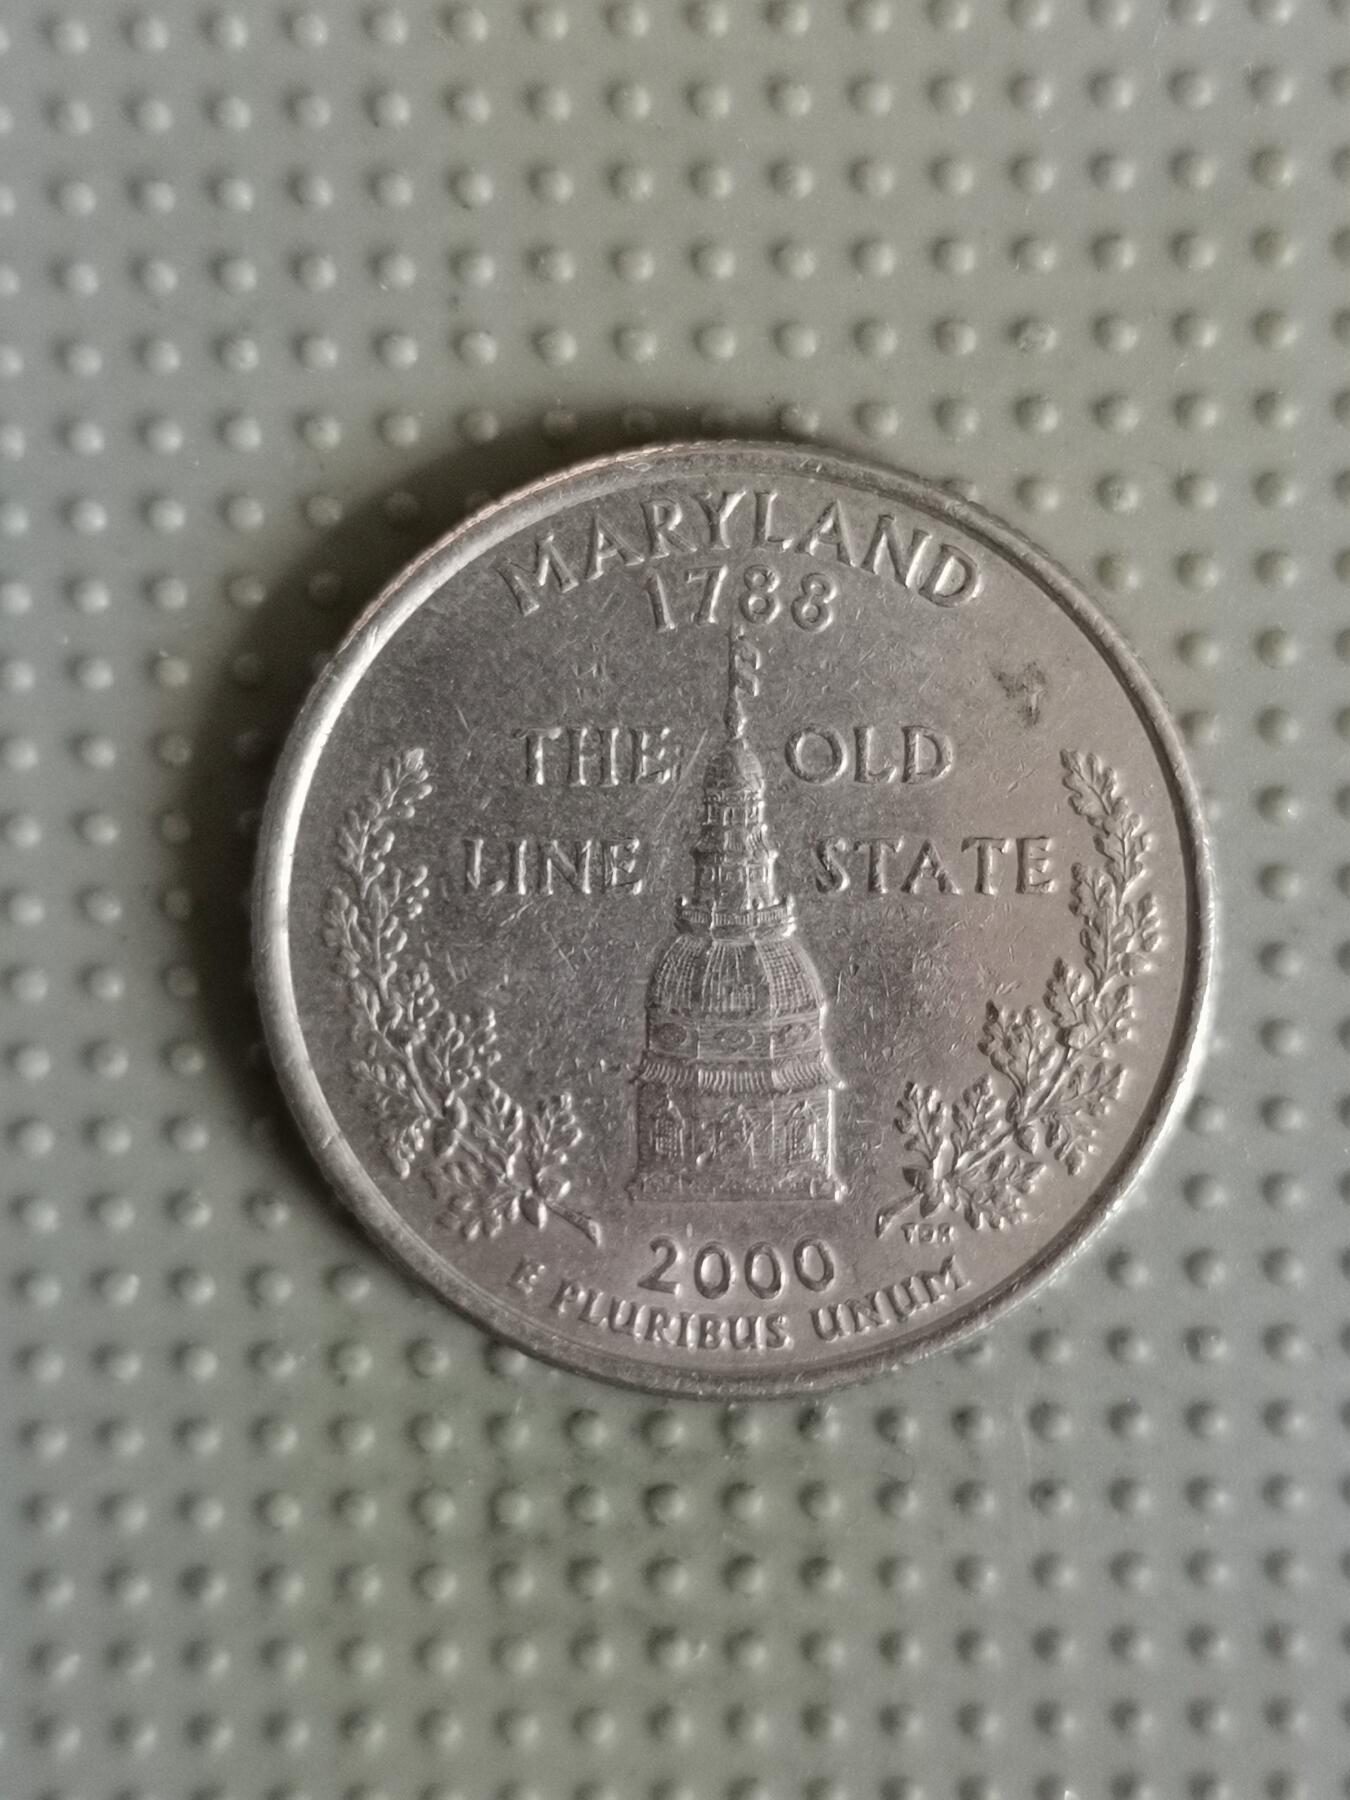 MARYLAND
1788
THE OLD
LINE STATE
TDR
2000
E PLURIBUS UNUM